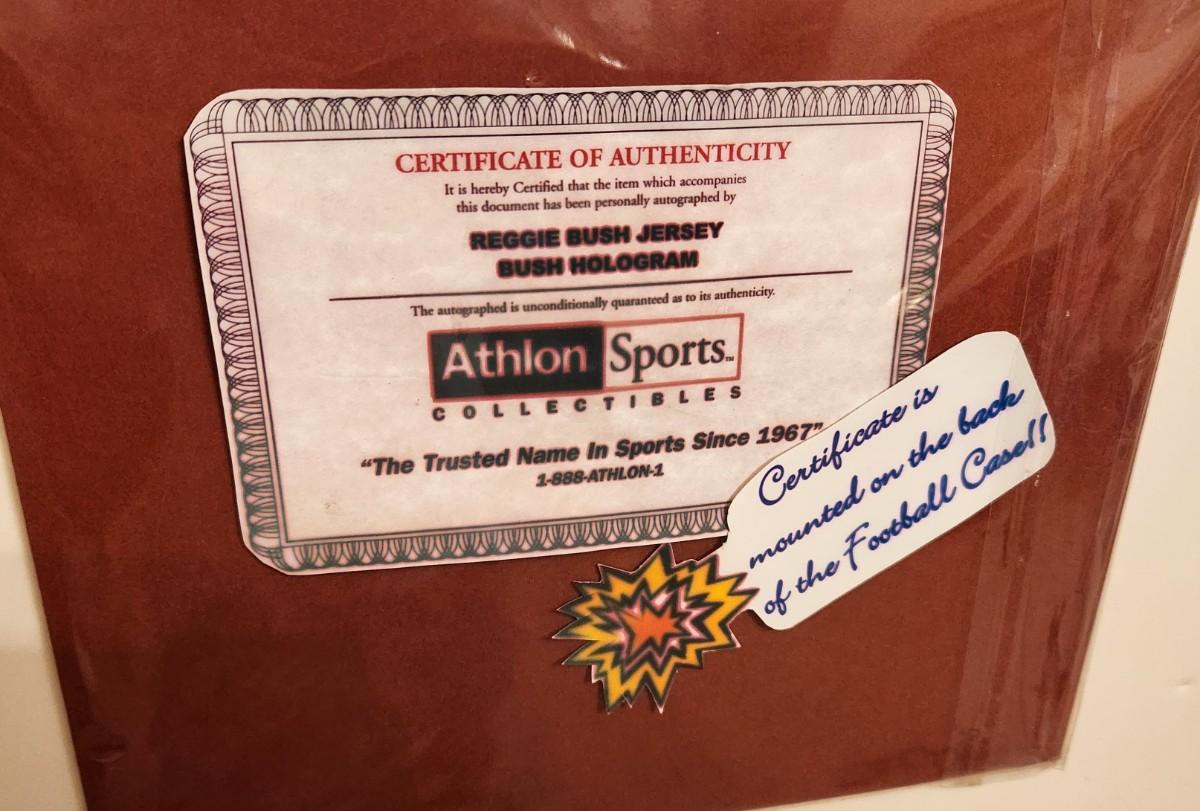 CERTIFICATE OF AUTHENTICITY
It is hereby Certified that the item which accompanies
this document has been personally autographed by
REGGIE BUSH JERSEY
BUSH HOLOGRAM
The autographed is unconditionally quaranteed as to its authenticity.
Athlon Sports™
COLLECTIBLES
“The Trusted Name In Sports Since 1967”
1-888-ATHLON-1
Certificate is
mounted on the back
of the Football Case!!